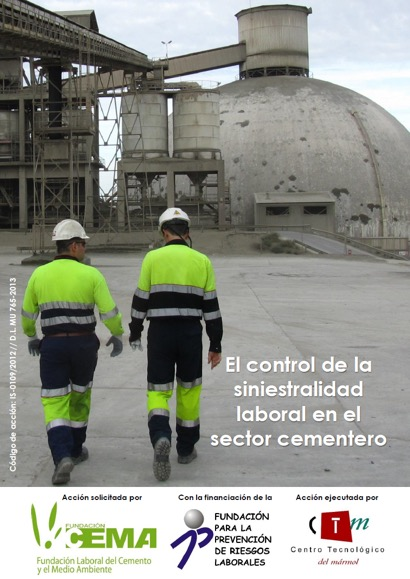 Código de acción: IS-0109/2012 // D.L.MU 765-2013
El control de la
siniestralidad
laboral en el
sector cementero
Acción solicitada por
FUNDACIÓN
CEMA
Fundación Laboral del Cemento
y el Medio Ambiente
Con la financiación de la
FUNDACIÓN
PARA LA
PREVENCIÓN
DE RIESGOS
LABORALES
Acción ejecutada por
CTm
Centro Tecnológico
del mármol